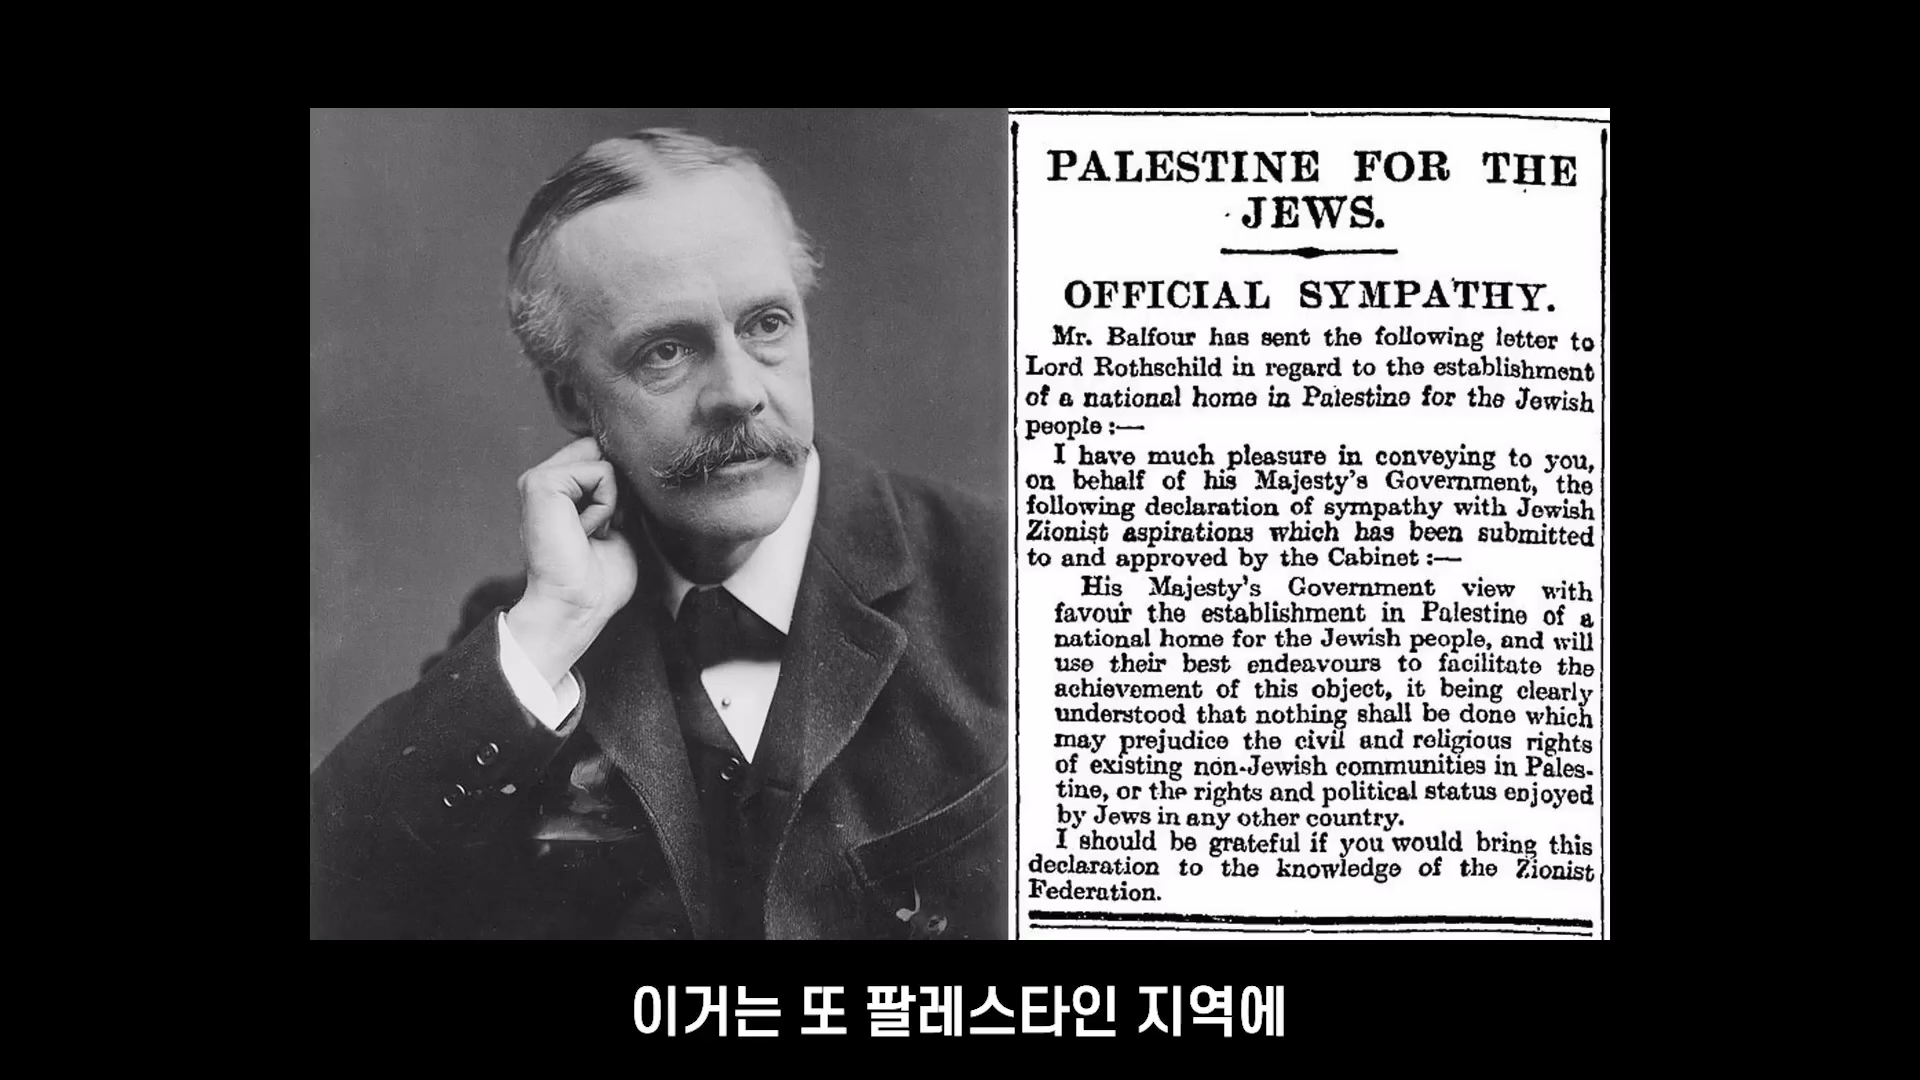 PALESTINE FOR THE
JEWS.
OFFICIAL SYMPATHY.
Mr. Balfour has sent the following letter to
Lord Rothschild in regard to the establishment
of a national home in Palestine for the Jewish
people :—
I have much pleasure in conveying to you,
on behalf of his Majesty's Government, the
following declaration of sympathy with Jewish
Zionist aspirations which has been submitted
to and approved by the Cabinet :—
His Majesty's Government view with
favour the establishment in Palestine of a
national home for the Jewish people, and will
use their best endeavours to facilitate the
achievement of this object, it being clearly
understood that nothing shall be done which
may prejudice the civil and religious rights
of existing non-Jewish communities in Pales-
tine, or the rights and political status enjoyed
by Jews in any other country.
I should be grateful if you would bring this
declaration to the knowledge of the Zionist
Federation.
이거는 또 팔레스타인 지역에